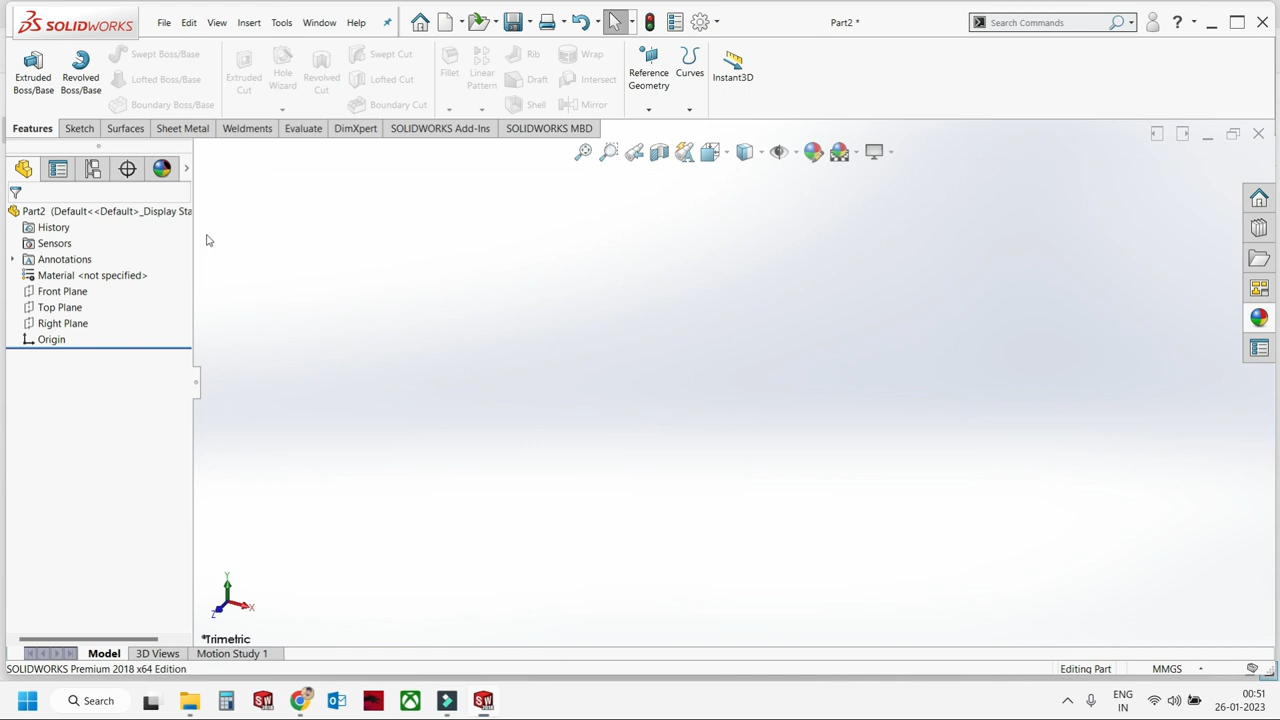 SOLIDWORKS File Edit View Insert Tools Window Help Part2 * Search Commands ?
Extruded Boss/Base
Revolved Boss/Base
Swept Boss/Base
Lofted Boss/Base
Boundary Boss/Base
Extruded Cut
Hole Wizard
Revolved Cut
Swept Cut
Lofted Cut
Boundary Cut
Fillet
Linear Pattern
Rib
Draft
Shell
Wrap
Intersect
Mirror
Reference Geometry
Curves
Instant3D
Features Sketch Surfaces Sheet Metal Weldments Evaluate DimXpert SOLIDWORKS Add-Ins SOLIDWORKS MBD
Part2 (Default<<Default>_Display Sta
History
Sensors
Annotations
Material <not specified>
Front Plane
Top Plane
Right Plane
Origin
Y
X
Z
*Trimetric
Model 3D Views Motion Study 1
SOLIDWORKS Premium 2018 x64 Edition Editing Part MMGS
Search ENG IN 00:51 26-01-2023